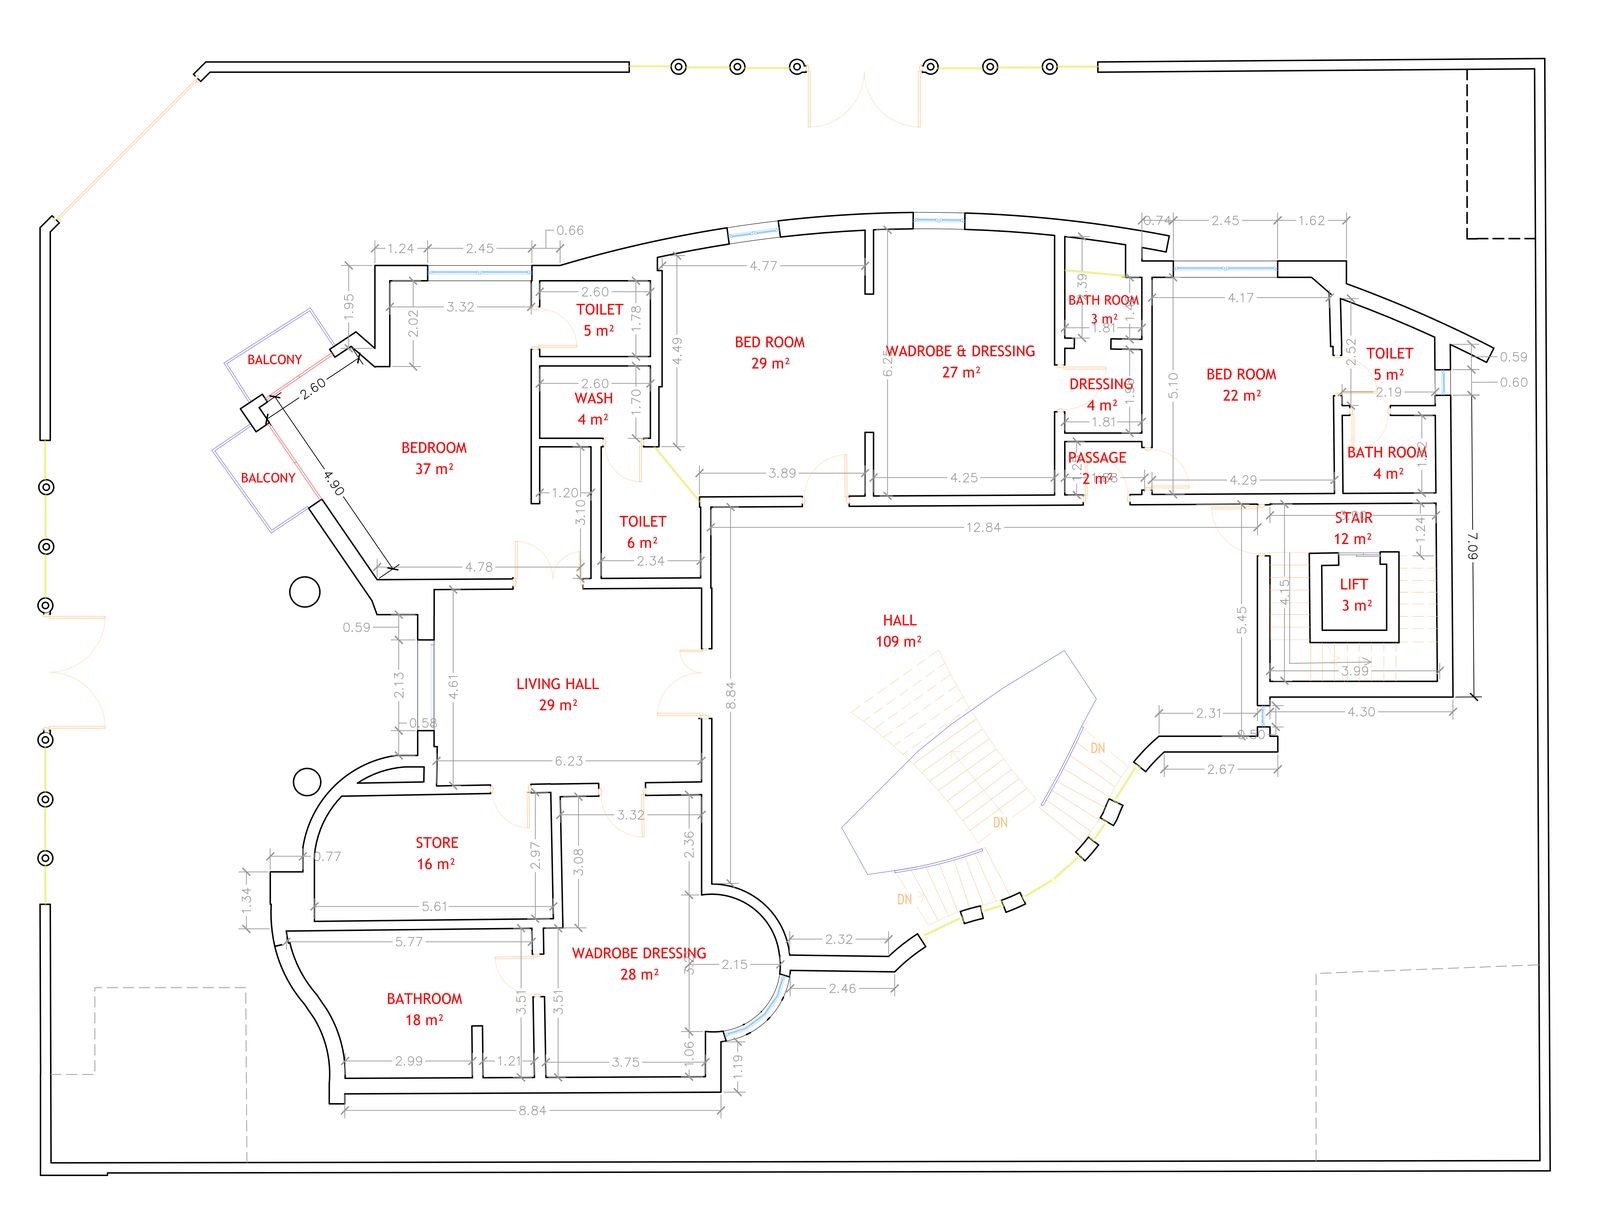 0.74
2.45
1.62
0.66
1.24
2.45
4.77
1.95
3.32
2.02
2.60
TOILET
5 m²
1.78
4.49
BED ROOM
29 m²
6.25
WADROBE & DRESSING
27 m²
BATH ROOM
3 m²
1.81
4.17
5.10
BED ROOM
22 m²
2.52
TOILET
5 m²
2.19
0.59
0.60
BALCONY
2.60
2.60
WASH
4 m²
1.70
DRESSING
4 m²
1.81
BEDROOM
37 m²
BALCONY
4.90
1.20
3.10
3.89
4.25
PASSAGE
2 m²
4.29
BATH ROOM
4 m²
TOILET
6 m²
2.34
12.84
STAIR
12 m²
1.24
7.09
4.78
4.15
LIFT
3 m²
0.59
HALL
109 m²
5.45
3.99
2.13
4.61
LIVING HALL
29 m²
8.84
0.58
2.31
4.30
DN
6.23
2.67
3.32
2.36
DN
STORE
16 m²
2.97
3.08
0.77
1.34
5.61
DN
5.77
WADROBE DRESSING
28 m²
2.15
2.32
2.46
BATHROOM
18 m²
3.51
3.51
2.99
1.21
3.75
1.06
1.19
8.84